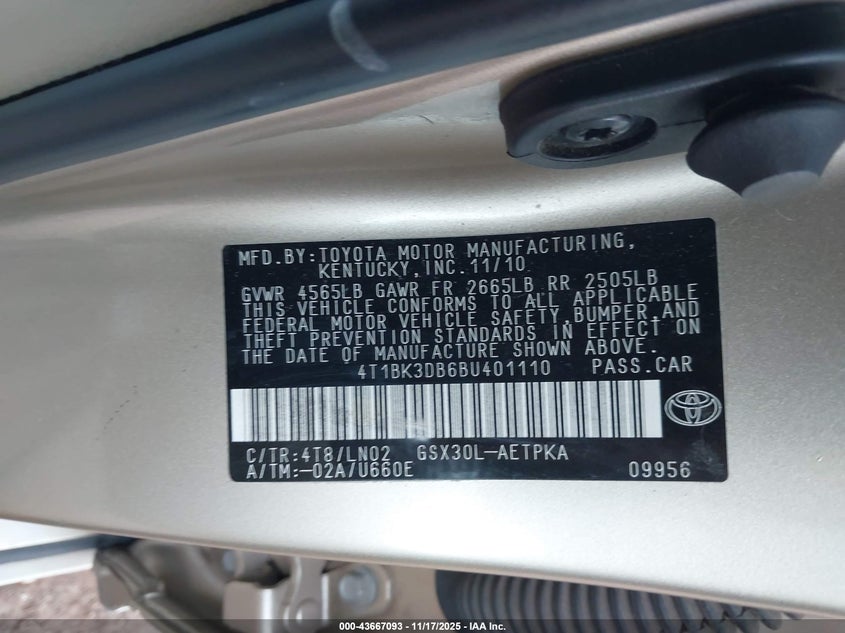 MFD.BY:TOYOTA MOTOR MANUFACTURING,
KENTUCKY,INC.11/10
GVWR 4565LB GAWR FR 2665LB RR 2505LB
THIS VEHICLE CONFORMS TO ALL APPLICABLE
FEDERAL MOTOR VEHICLE SAFETY,BUMPER,AND
THEFT PREVENTION STANDARDS IN EFFECT ON
THE DATE OF MANUFACTURE SHOWN ABOVE.
4T1BK3DB6BU401110 PASS.CAR
C/TR:4T8/LN02 GSX30L-AETPKA
A/TM:-02A/U660E 09956
000-43667093 - 11/17/2025 - IAA Inc.